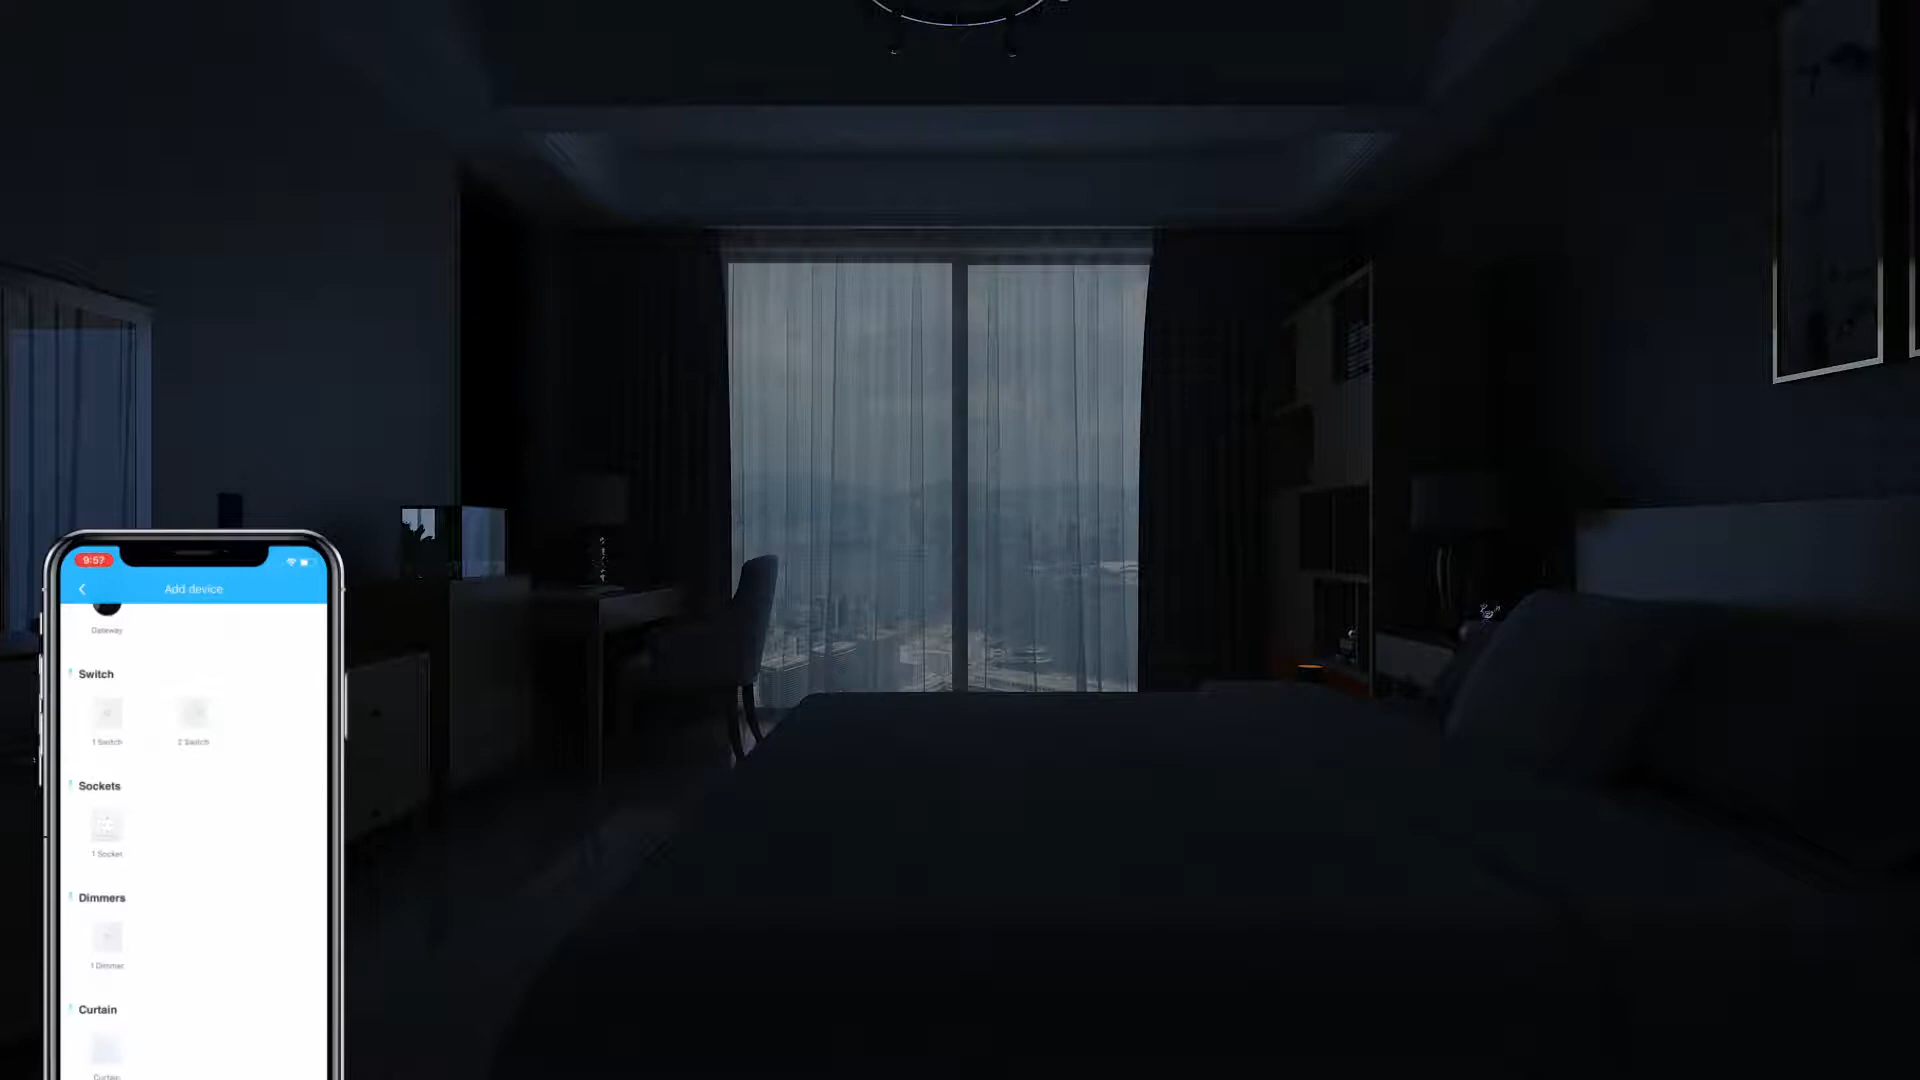 9:57
Add device
Gateway
Switch
1 Switch
2 Switch
Sockets
1 Socket
Dimmers
1 Dimmer
Curtain
Curtain